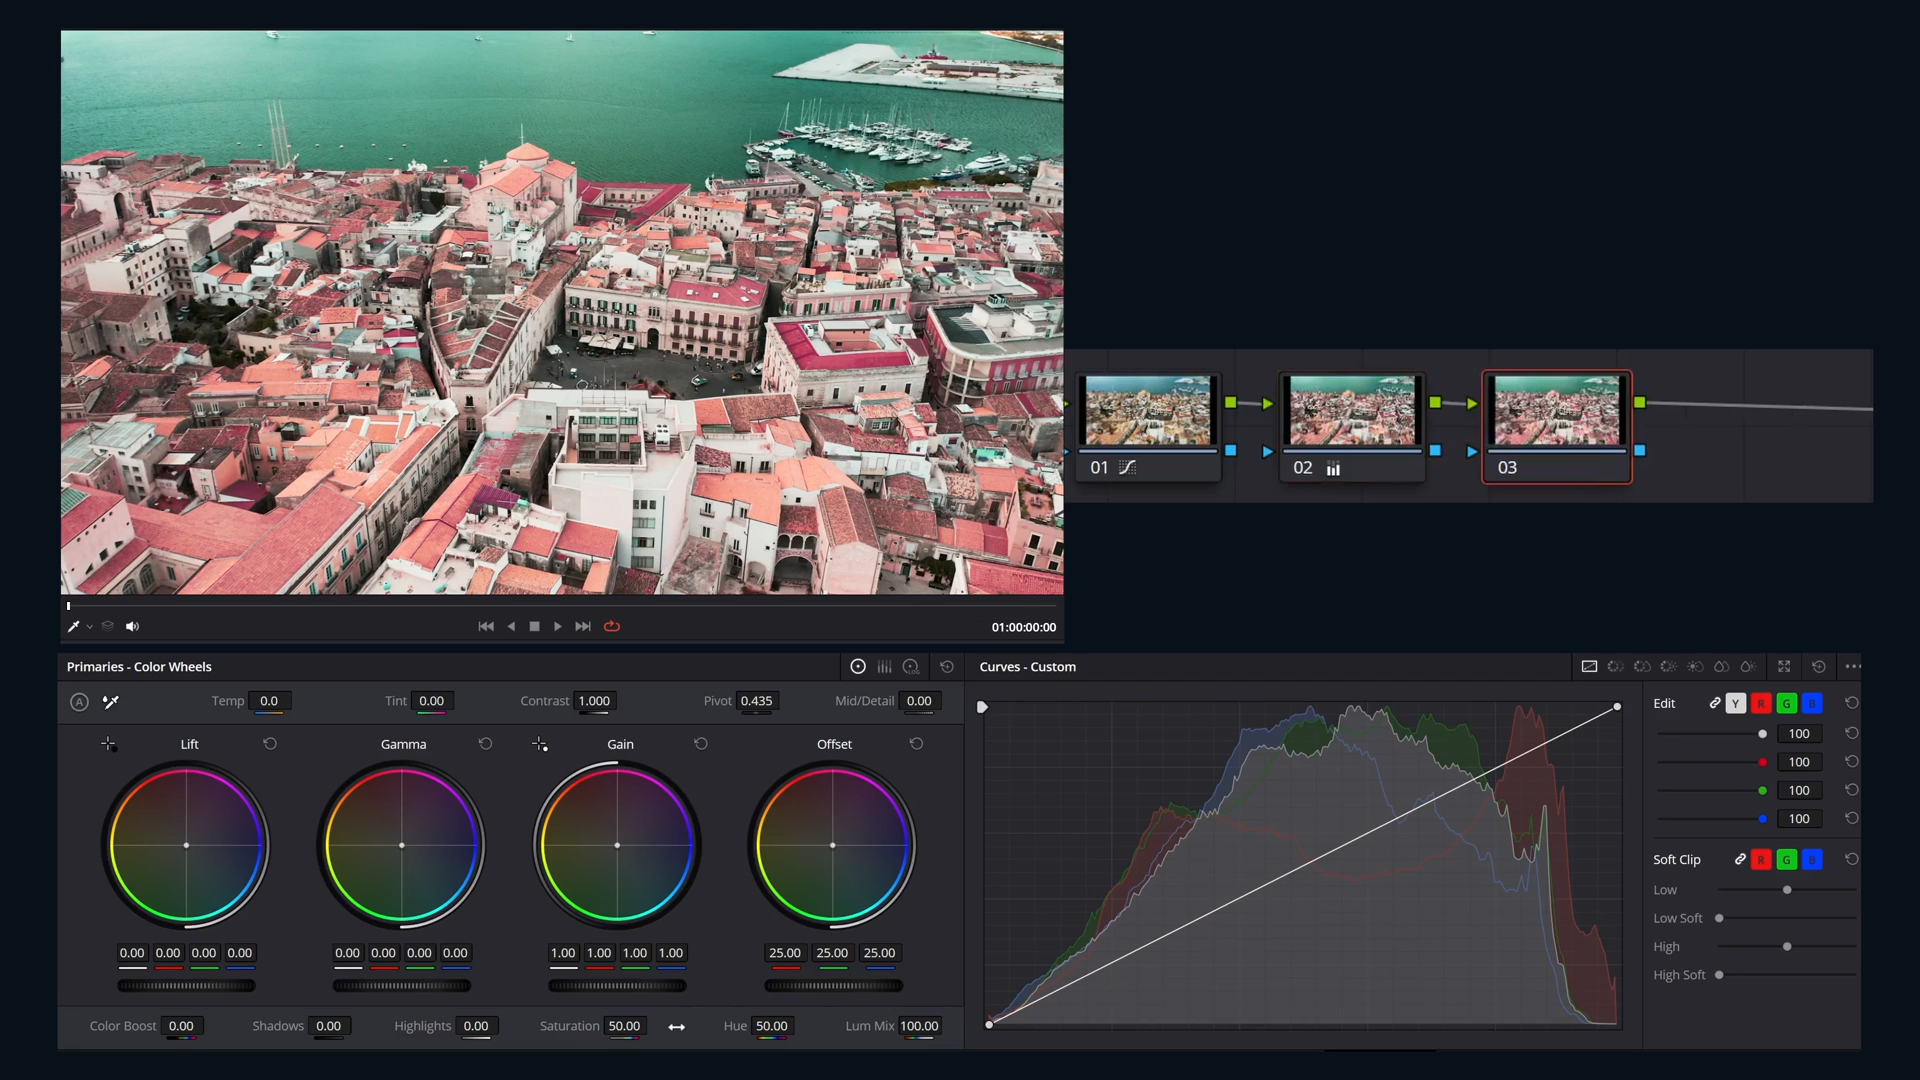 01
02
03
01:00:00:00
Primaries - Color Wheels
A
Temp 0.0
Tint 0.00
Contrast 1.000
Pivot 0.435
Mid/Detail 0.00
Lift
Gamma
Gain
Offset
0.00 0.00 0.00 0.00
0.00 0.00 0.00 0.00
1.00 1.00 1.00 1.00
25.00 25.00 25.00
Color Boost 0.00
Shadows 0.00
Highlights 0.00
Saturation 50.00
Hue 50.00
Lum Mix 100.00
Curves - Custom
Edit Y R G B
100
100
100
100
Soft Clip R G B
Low
Low Soft
High
High Soft